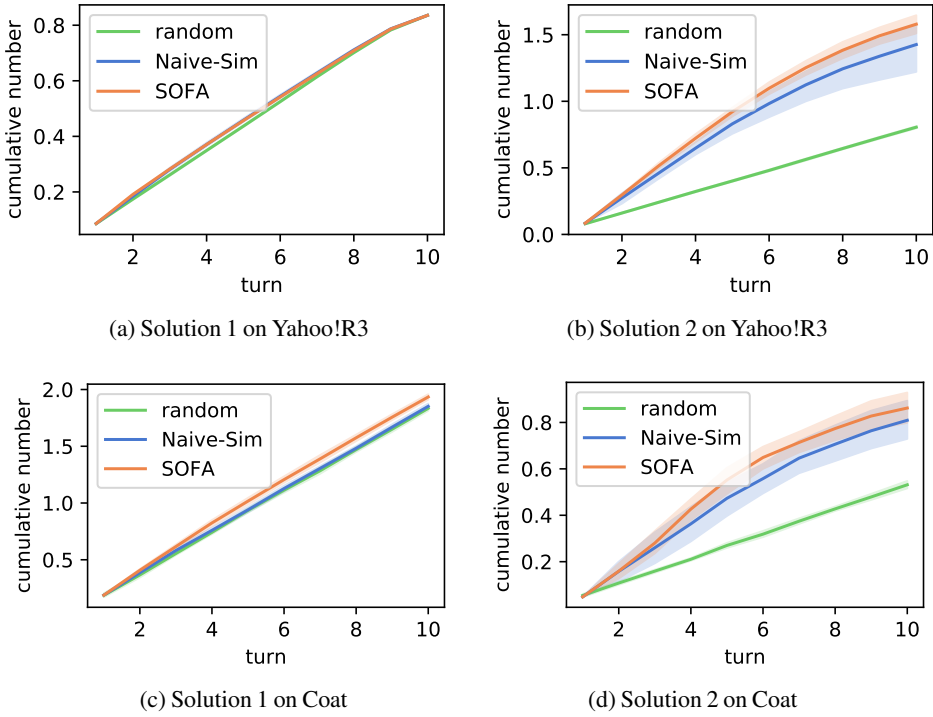 cumulative number
0.8
0.6
0.4
0.2
random
Naive-Sim
SOFA
2 4 6 8 10
turn
(a) Solution 1 on Yahoo!R3
cumulative number
1.5
1.0
0.5
0.0
random
Naive-Sim
SOFA
2 4 6 8 10
turn
(b) Solution 2 on Yahoo!R3
cumulative number
2.0
1.5
1.0
0.5
random
Naive-Sim
SOFA
2 4 6 8 10
turn
(c) Solution 1 on Coat
cumulative number
0.8
0.6
0.4
0.2
random
Naive-Sim
SOFA
2 4 6 8 10
turn
(d) Solution 2 on Coat